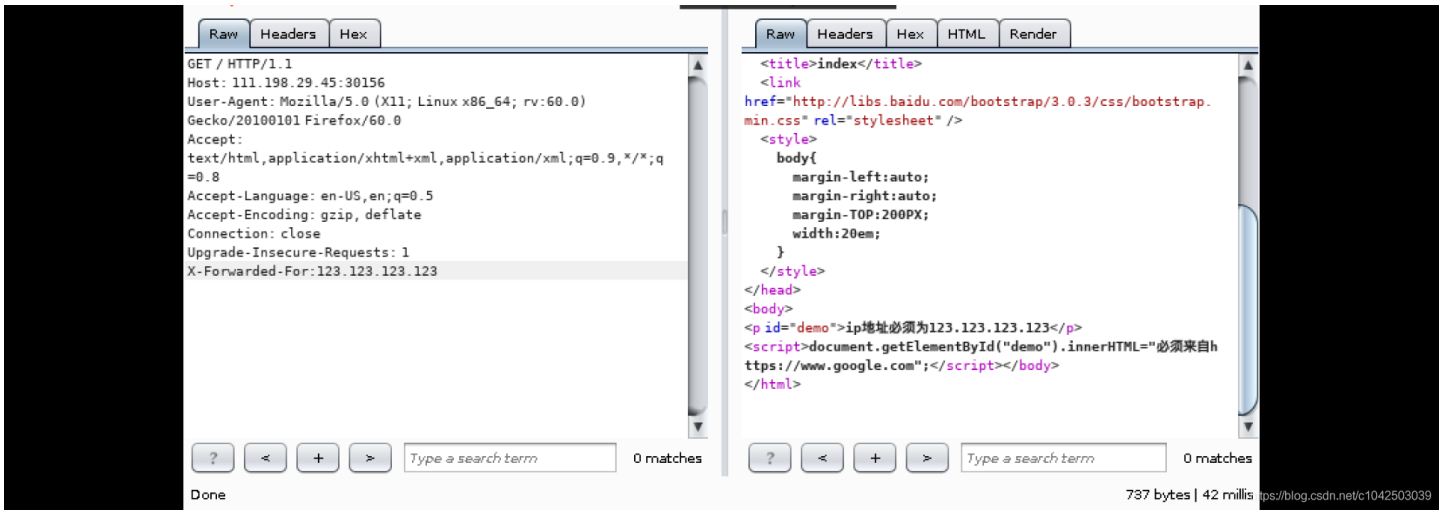 Raw Headers Hex
GET / HTTP/1.1
Host: 111.198.29.45:30156
User-Agent: Mozilla/5.0 (X11; Linux x86_64; rv:60.0)
Gecko/20100101 Firefox/60.0
Accept:
text/html,application/xhtml+xml,application/xml;q=0.9,*/*;q
=0.8
Accept-Language: en-US,en;q=0.5
Accept-Encoding: gzip, deflate
Connection: close
Upgrade-Insecure-Requests: 1
X-Forwarded-For:123.123.123.123
? < + > Type a search term 0 matches
Done
Raw Headers Hex HTML Render
<title>index</title>
<link
href="http://libs.baidu.com/bootstrap/3.0.3/css/bootstrap.
min.css" rel="stylesheet" />
<style>
body{
margin-left:auto;
margin-right:auto;
margin-TOP:200PX;
width:20em;
}
</style>
</head>
<body>
<p id="demo">ip地址必须为123.123.123.123</p>
<script>document.getElementById("demo").innerHTML="必须来自h
ttps://www.google.com";</script></body>
</html>
? < + > Type a search term 0 matches
737 bytes | 42 millis
tps://blog.csdn.net/c1042503039